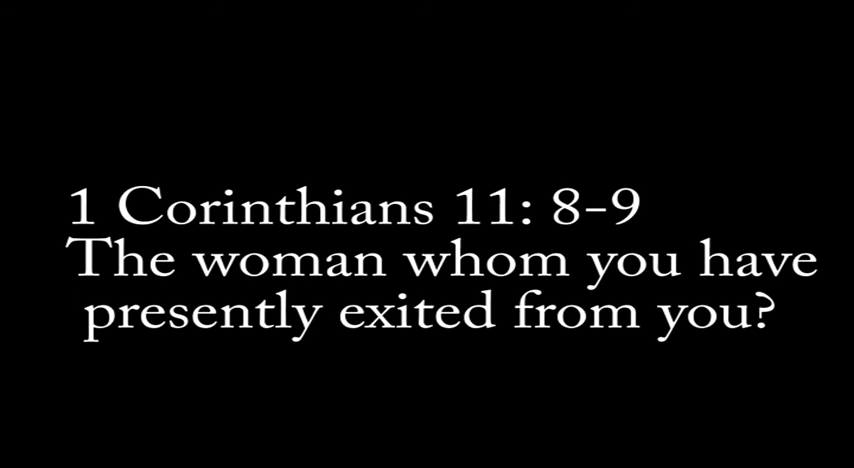 1 Corinthians 11: 8-9
The woman whom you have
presently exited from you?